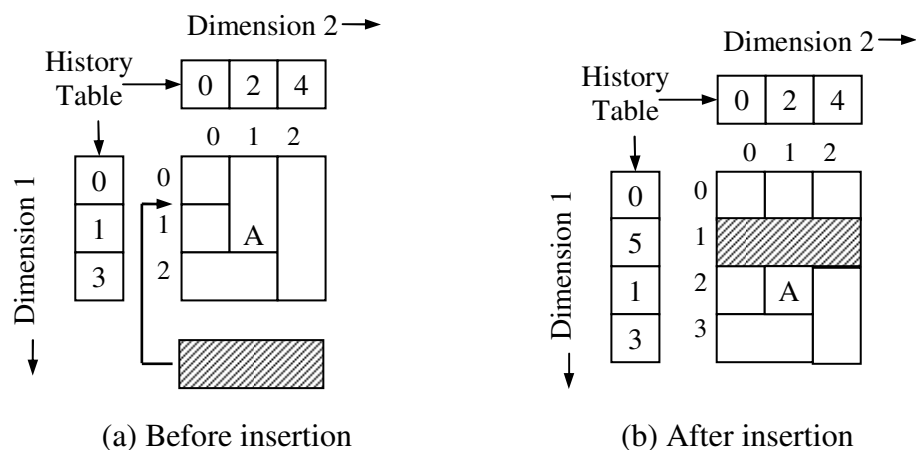 Dimension 2
History
Table
0 2 4
0 1 2
0
1
3
0
1
2
A
Dimension 1
(a) Before insertion
Dimension 2
History
Table
0 2 4
0 1 2
0
5
1
3
0
1
2
3
A
Dimension 1
(b) After insertion